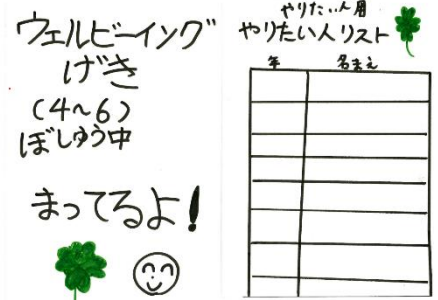 ウェルビーイング
げき
（4～6）
ぼしゅう中
まってるよ！
やりたい人用
やりたい人リスト
年 名まえ